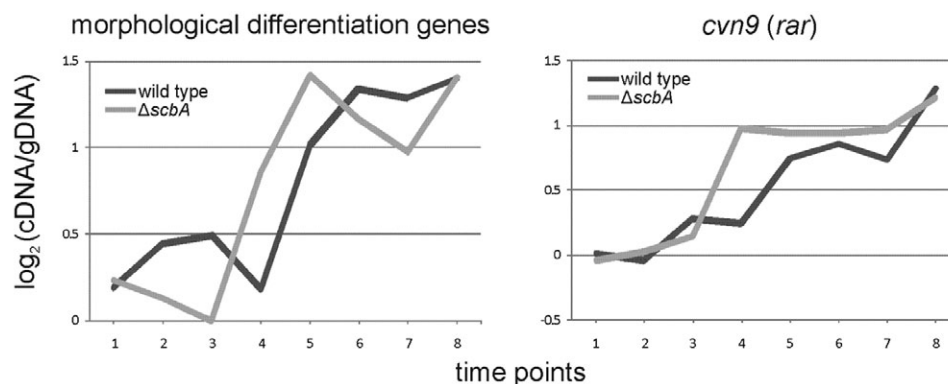 morphological differentiation genes
cvn9 (rar)
log₂ (cDNA/gDNA)
1.5
1
0.5
0
wild type
ΔscbA
1 2 3 4 5 6 7 8
1.5
1
0.5
0
-0.5
wild type
ΔscbA
1 2 3 4 5 6 7 8
time points